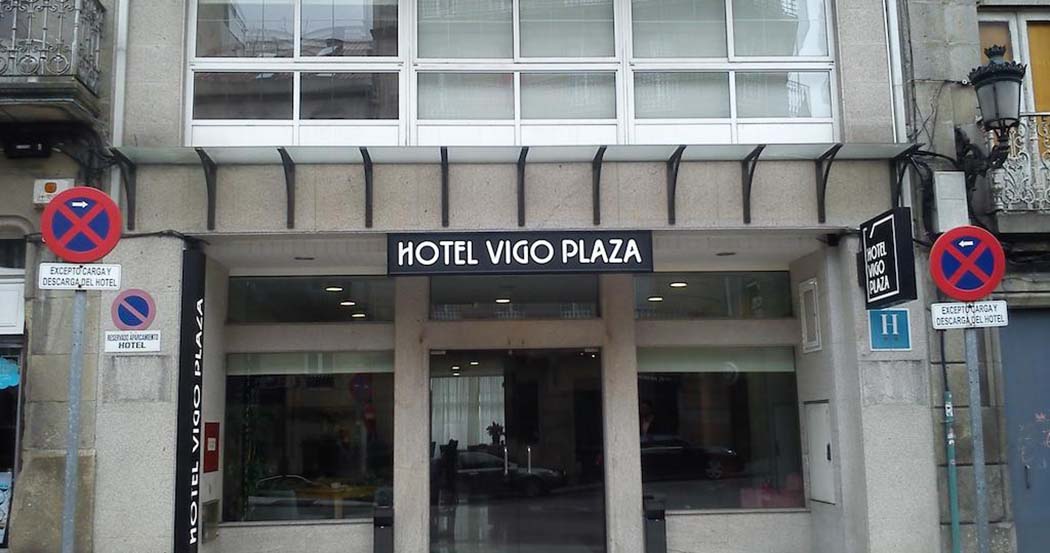 HOTEL VIGO PLAZA
HOTEL
VIGO
PLAZA
H
EXCEPTO CARGA Y
DESCARGA DEL HOTEL
RESERVADO APARCAMIENTO
HOTEL
HOTEL VIGO PLAZA
EXCEPTO CARGA Y
DESCARGA DEL HOTEL